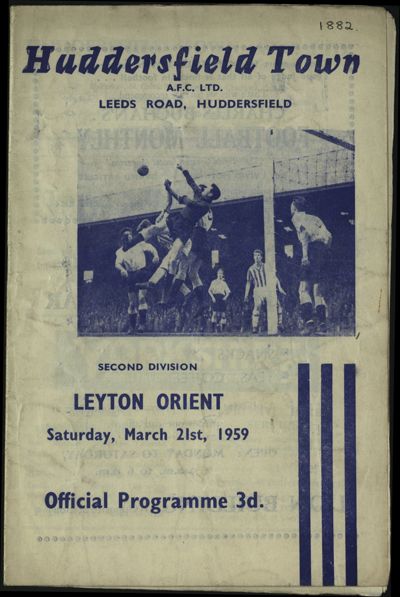 1882.
Huddersfield Town
A.F.C. LTD.
LEEDS ROAD, HUDDERSFIELD
SECOND DIVISION
LEYTON ORIENT
Saturday, March 21st, 1959
Official Programme 3d.